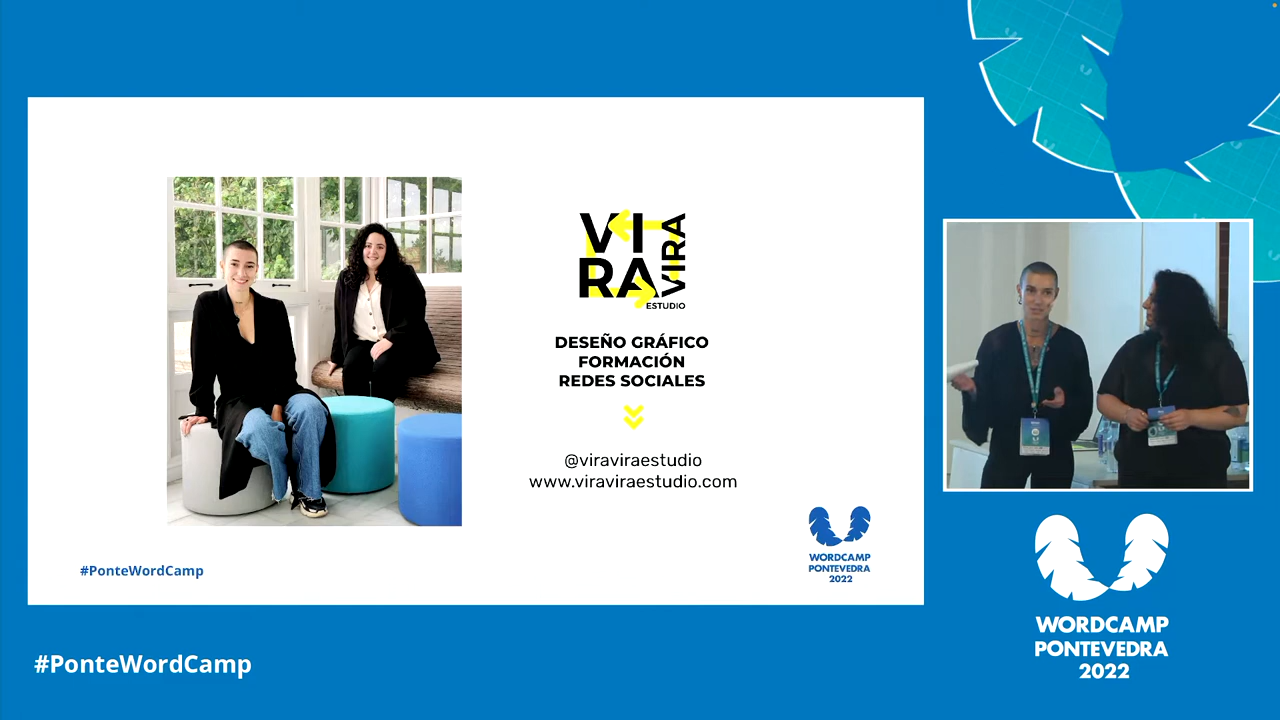 VI
RA
VIRA
ESTUDIO
DESEÑO GRÁFICO
FORMACIÓN
REDES SOCIALES
@viraviraestudio
www.viraviraestudio.com
#PonteWordCamp
WORDCAMP
PONTEVEDRA
2022
#PonteWordCamp
WORDCAMP
PONTEVEDRA
2022